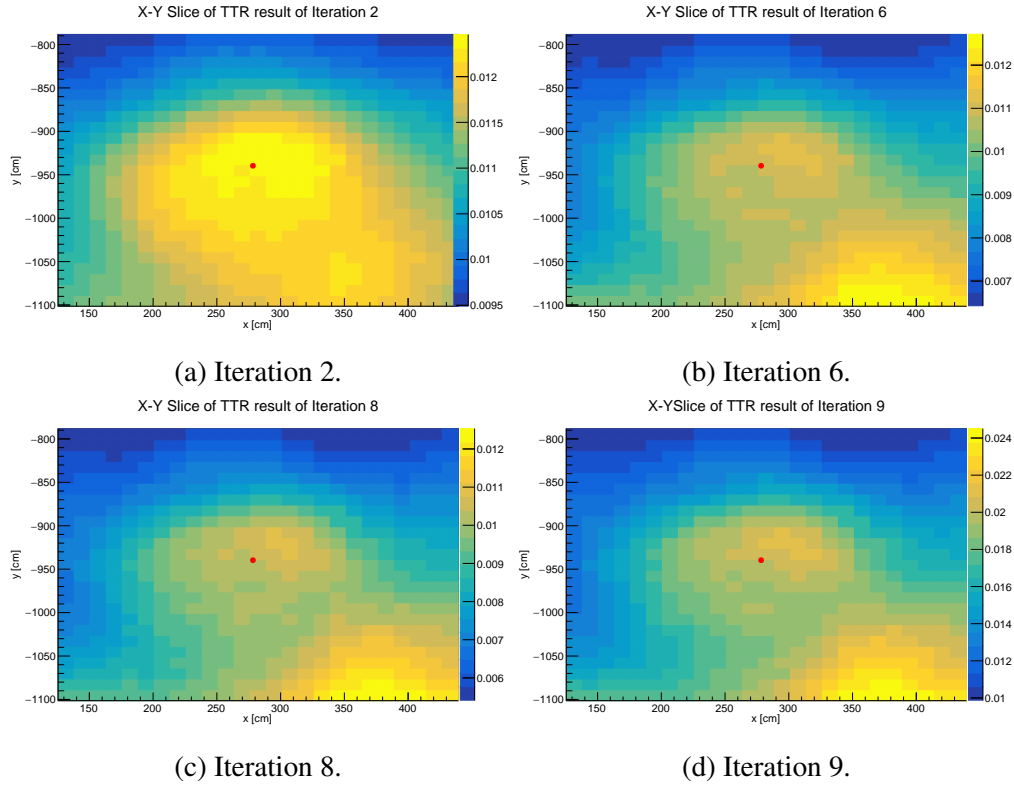 X-Y Slice of TTR result of Iteration 2
y [cm]
−800
−850
−900
−950
−1000
−1050
−1100
150 200 250 300 350 400
x [cm]
0.012
0.0115
0.011
0.0105
0.01
0.0095
(a) Iteration 2.
X-Y Slice of TTR result of Iteration 6
y [cm]
−800
−850
−900
−950
−1000
−1050
−1100
150 200 250 300 350 400
x [cm]
0.012
0.011
0.01
0.009
0.008
0.007
(b) Iteration 6.
X-Y Slice of TTR result of Iteration 8
y [cm]
−800
−850
−900
−950
−1000
−1050
−1100
150 200 250 300 350 400
x [cm]
0.012
0.011
0.01
0.009
0.008
0.007
0.006
(c) Iteration 8.
X-YSlice of TTR result of Iteration 9
y [cm]
−800
−850
−900
−950
−1000
−1050
−1100
150 200 250 300 350 400
x [cm]
0.024
0.022
0.02
0.018
0.016
0.014
0.012
0.01
(d) Iteration 9.